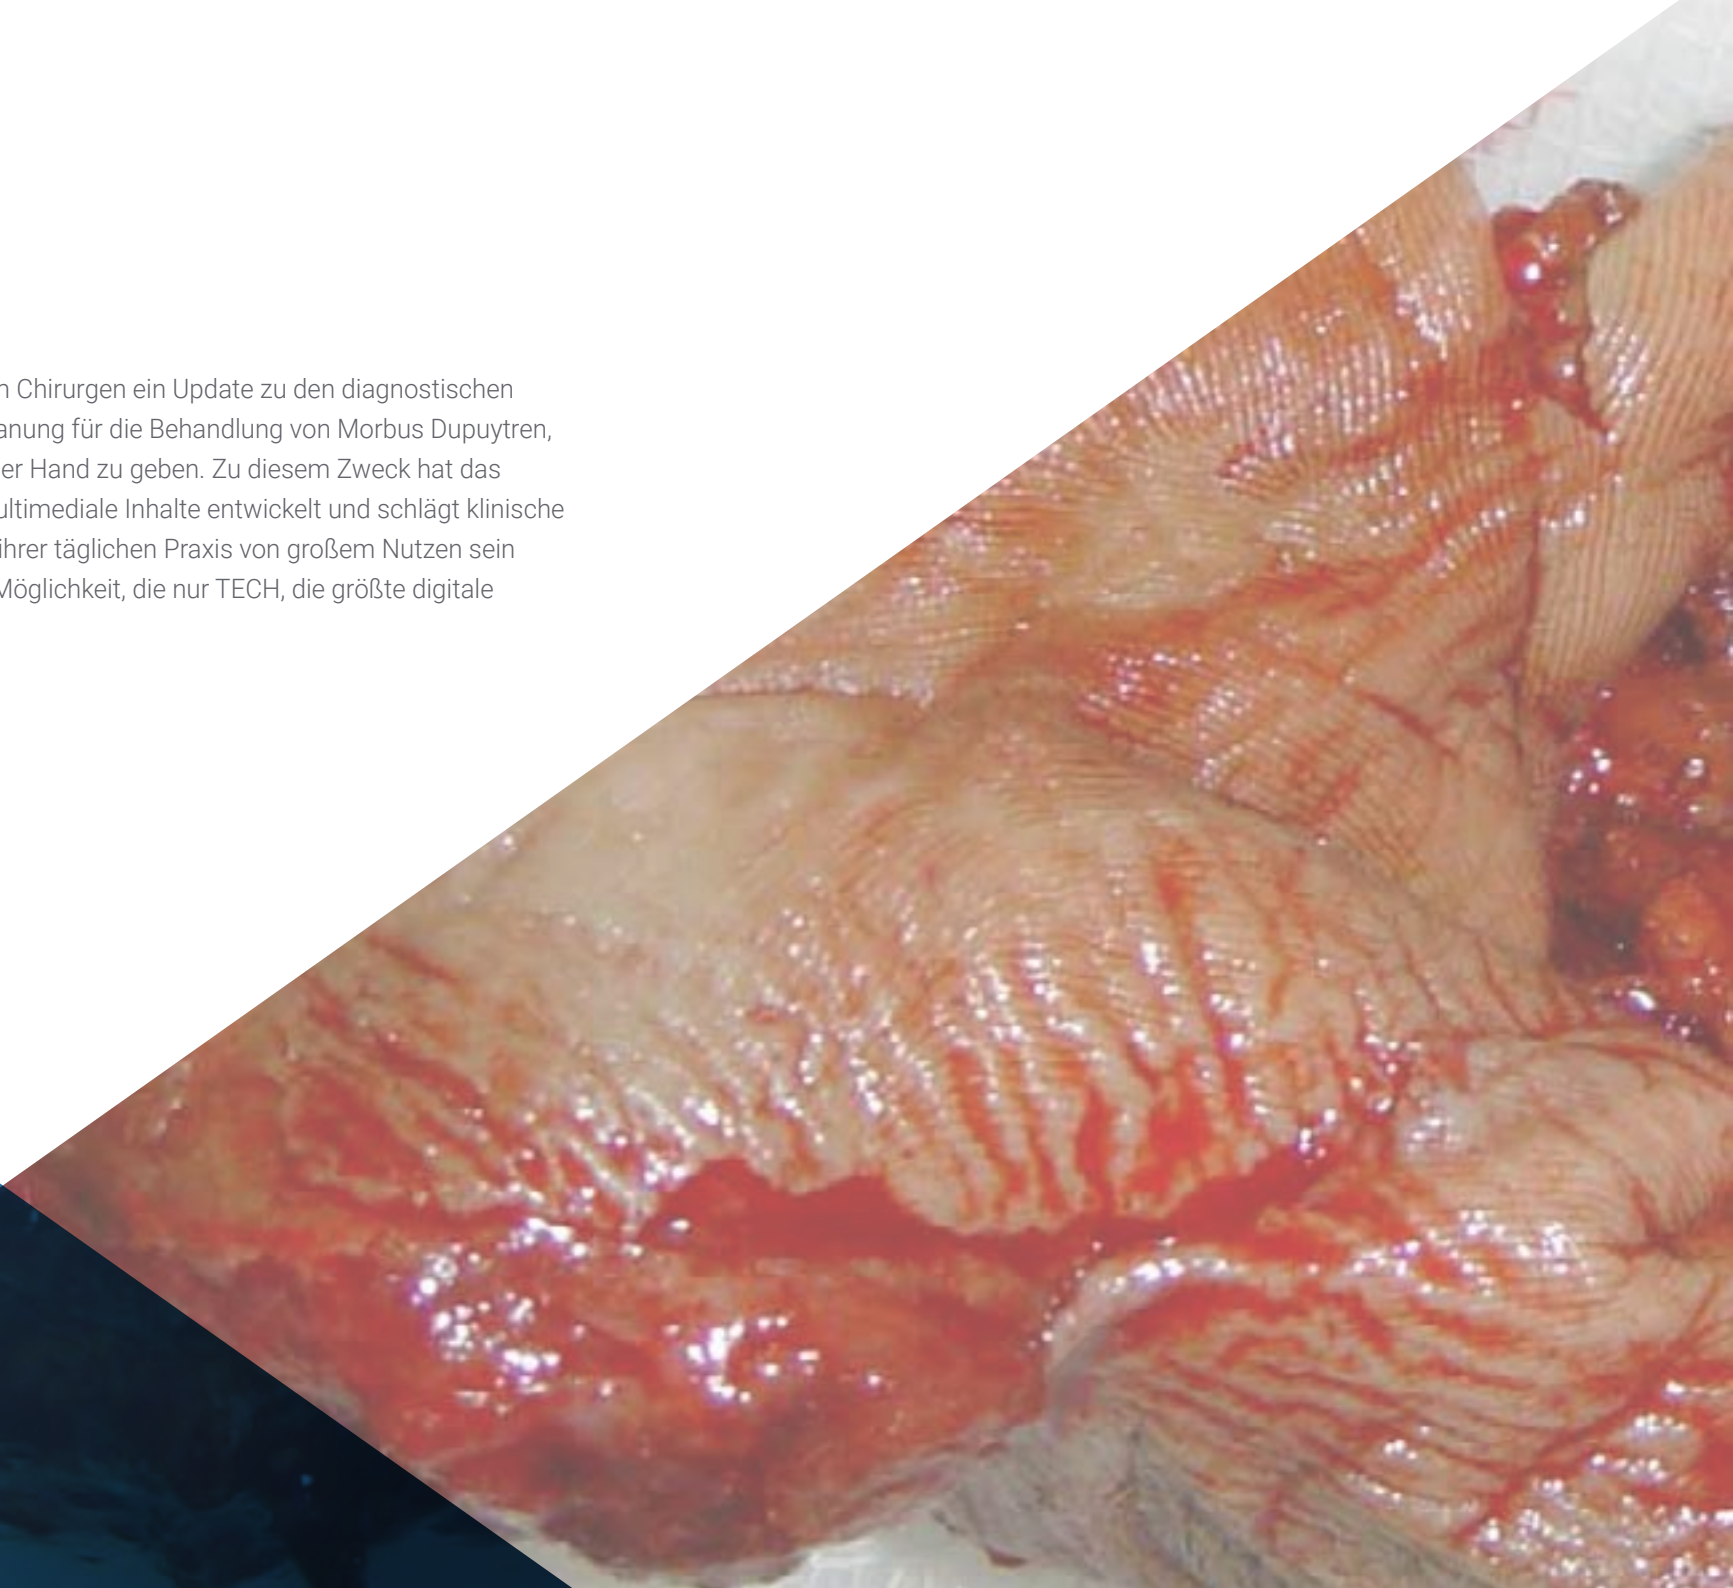 n Chirurgen ein Update zu den diagnostischen
anung für die Behandlung von Morbus Dupuytren,
er Hand zu geben. Zu diesem Zweck hat das
ultimediale Inhalte entwickelt und schlägt klinische
ihrer täglichen Praxis von großem Nutzen sein
Möglichkeit, die nur TECH, die größte digitale